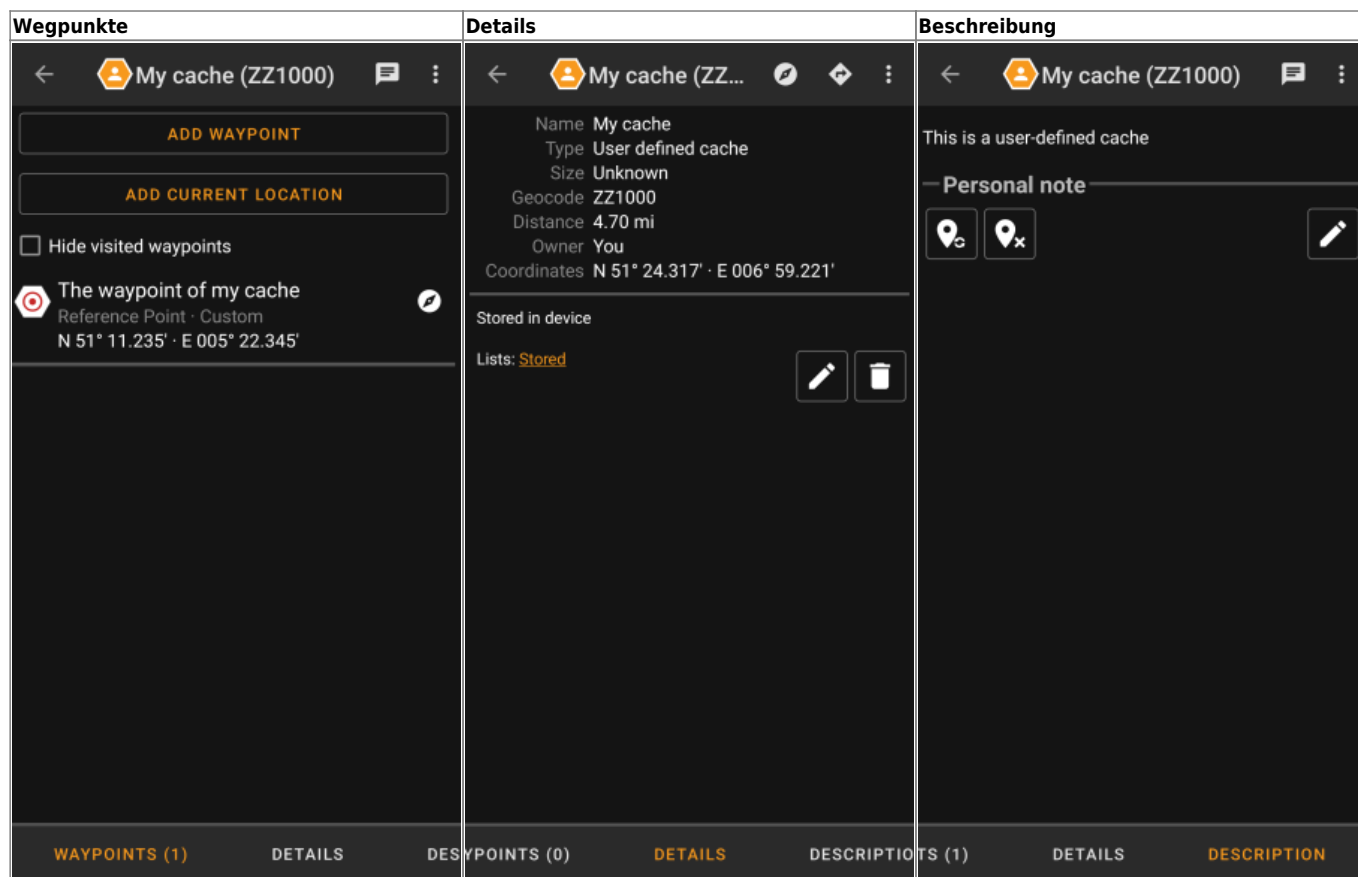 Wegpunkte
My cache (ZZ1000)
ADD WAYPOINT
ADD CURRENT LOCATION
Hide visited waypoints
The waypoint of my cache
Reference Point · Custom
N 51° 11.235' · E 005° 22.345'
WAYPOINTS (1) DETAILS DES
Details
My cache (ZZ...
Name My cache
Type User defined cache
Size Unknown
Geocode ZZ1000
Distance 4.70 mi
Owner You
Coordinates N 51° 24.317' · E 006° 59.221'
Stored in device
Lists: Stored
YPOINTS (0) DETAILS DESCRIPTIO
Beschreibung
My cache (ZZ1000)
This is a user-defined cache
Personal note
TS (1) DETAILS DESCRIPTION